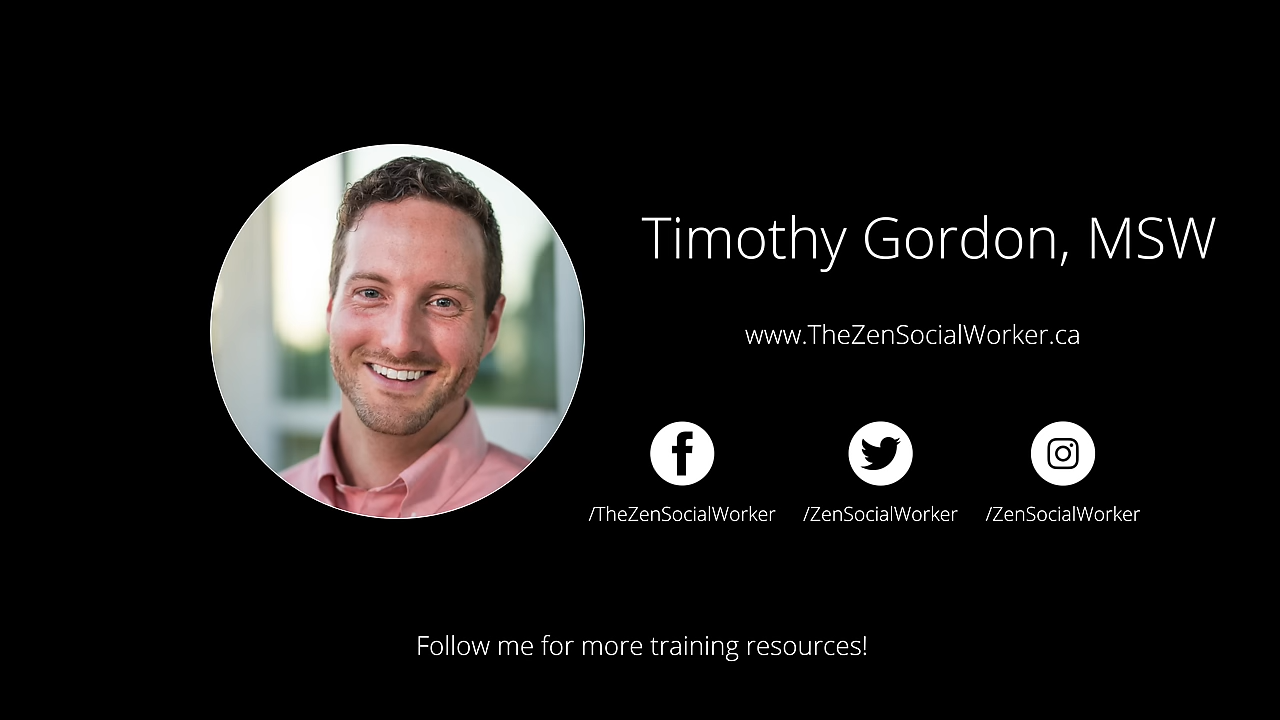 Timothy Gordon, MSW
www.TheZenSocialWorker.ca
/TheZenSocialWorker /ZenSocialWorker /ZenSocialWorker
Follow me for more training resources!